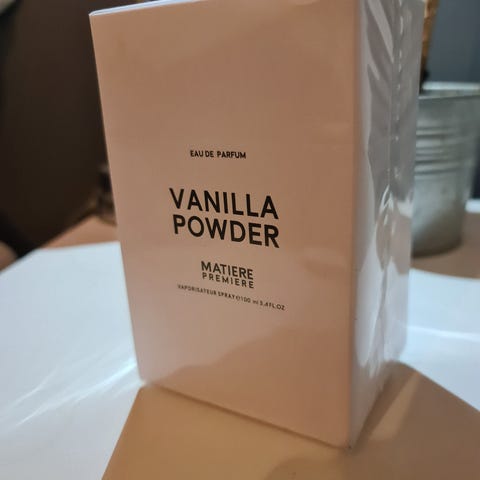 EAU DE PARFUM
VANILLA
POWDER
MATIERE
PREMIERE
VAPORISATEUR SPRAY ℮100 ml 3.4FL.OZ